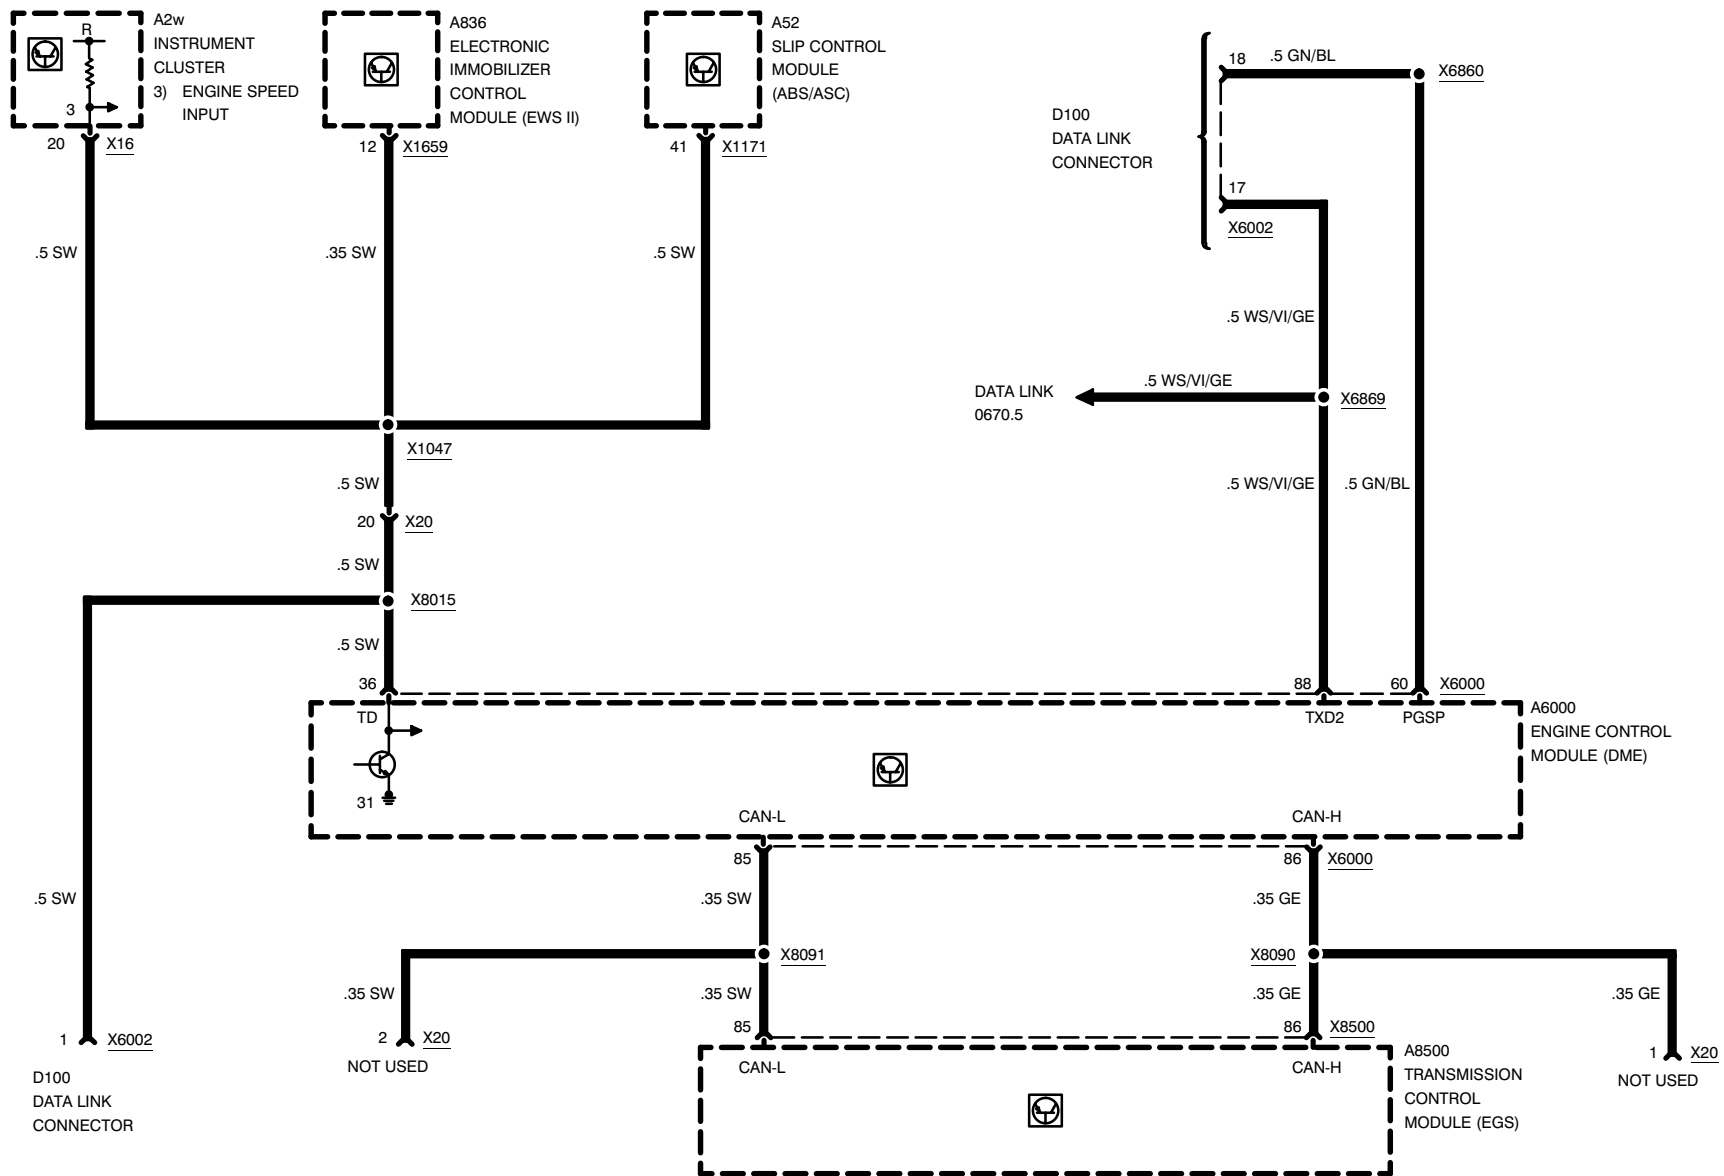 R
3
A2w
INSTRUMENT
CLUSTER
3) ENGINE SPEED
INPUT
20 X16
A836
ELECTRONIC
IMMOBILIZER
CONTROL
MODULE (EWS II)
12 X1659
A52
SLIP CONTROL
MODULE
(ABS/ASC)
41 X1171
D100
DATA LINK
CONNECTOR
18 .5 GN/BL X6860
17
X6002
.5 SW .35 SW .5 SW
.5 WS/VI/GE
DATA LINK
0670.5
.5 WS/VI/GE
X6869
X1047
.5 SW
.5 WS/VI/GE .5 GN/BL
20 X20
.5 SW
X8015
.5 SW
36 88 60 X6000
TD TXD2 PGSP
A6000
ENGINE CONTROL
MODULE (DME)
31
CAN-L CAN-H
85 86 X6000
.5 SW .35 SW .35 GE
X8091 X8090
.35 SW .35 SW .35 GE .35 GE
85 86 X8500
1 X6002
D100
DATA LINK
CONNECTOR
2 X20
NOT USED
CAN-L CAN-H
A8500
TRANSMISSION
CONTROL
MODULE (EGS)
1 X20
NOT USED